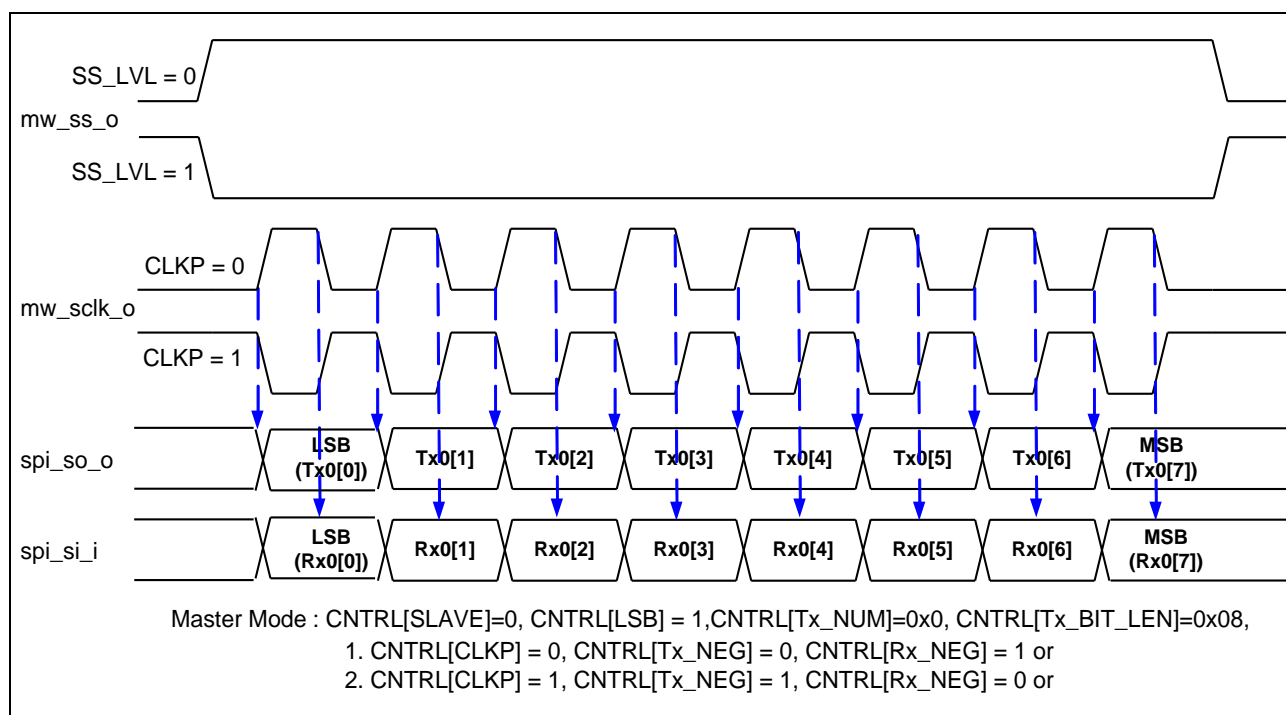 SS_LVL = 0
mw_ss_o
SS_LVL = 1
CLKP = 0
mw_sclk_o
CLKP = 1
spi_so_o
LSB
(Tx0[0])
Tx0[1]
Tx0[2]
Tx0[3]
Tx0[4]
Tx0[5]
Tx0[6]
MSB
(Tx0[7])
spi_si_i
LSB
(Rx0[0])
Rx0[1]
Rx0[2]
Rx0[3]
Rx0[4]
Rx0[5]
Rx0[6]
MSB
(Rx0[7])
Master Mode : CNTRL[SLAVE]=0, CNTRL[LSB] = 1,CNTRL[Tx_NUM]=0x0, CNTRL[Tx_BIT_LEN]=0x08,
1. CNTRL[CLKP] = 0, CNTRL[Tx_NEG] = 0, CNTRL[Rx_NEG] = 1 or
2. CNTRL[CLKP] = 1, CNTRL[Tx_NEG] = 1, CNTRL[Rx_NEG] = 0 or